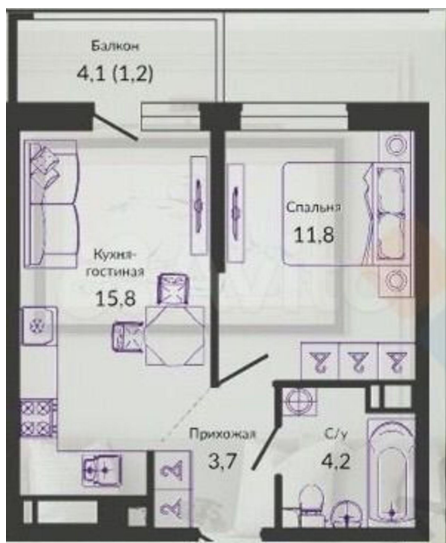 Балкон
4,1 (1,2)
Спальня
11,8
Кухня-
гостиная
15,8
Прихожая
3,7
С/у
4,2